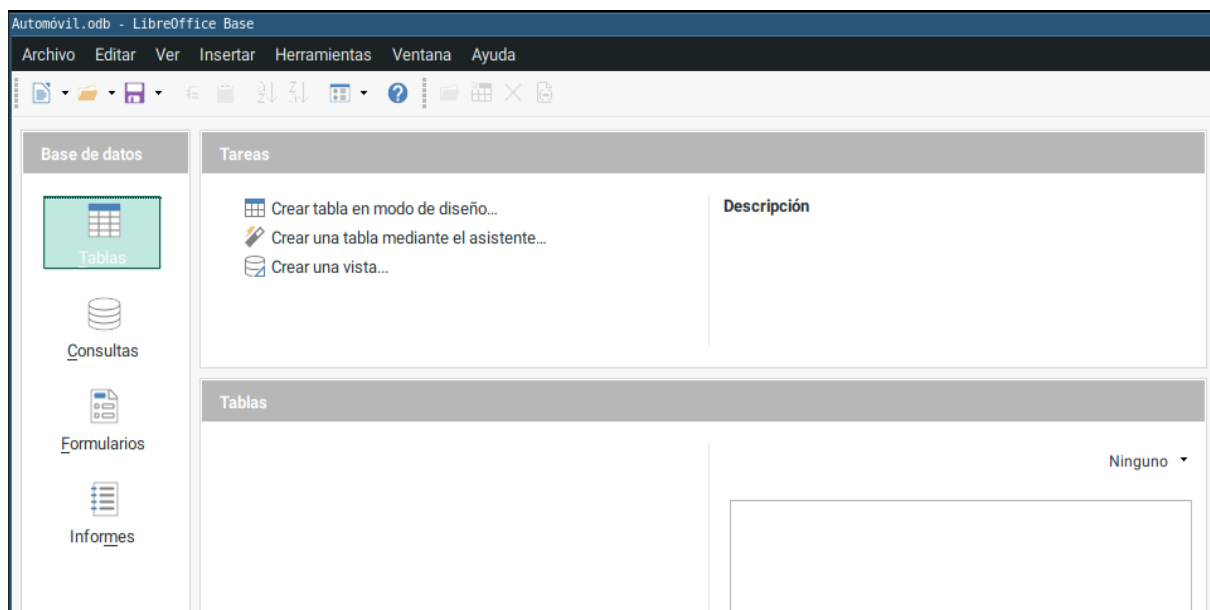 Automóvil.odb - LibreOffice Base
Archivo Editar Ver Insertar Herramientas Ventana Ayuda
Base de datos
Tareas
Tablas
Consultas
Formularios
Informes
Crear tabla en modo de diseño...
Crear una tabla mediante el asistente...
Crear una vista...
Descripción
Tablas
Ninguno